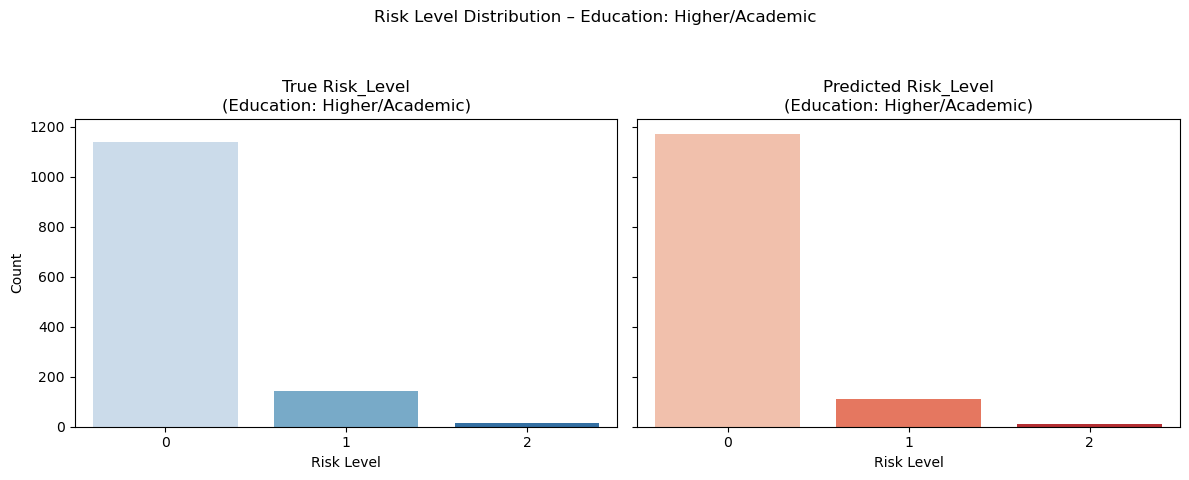 Risk Level Distribution – Education: Higher/Academic
True Risk_Level
(Education: Higher/Academic)
Predicted Risk_Level
(Education: Higher/Academic)
1200
1000
800
600
400
200
0
Count
0 1 2
Risk Level
0 1 2
Risk Level